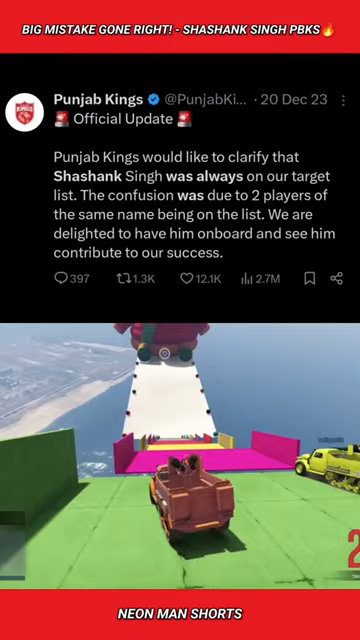 BIG MISTAKE GONE RIGHT! - SHASHANK SINGH PBKS🔥
Punjab Kings @PunjabKi... · 20 Dec 23
🚨 Official Update 🚨
Punjab Kings would like to clarify that
Shashank Singh was always on our target
list. The confusion was due to 2 players of
the same name being on the list. We are
delighted to have him onboard and see him
contribute to our success.
397 1.3K 12.1K 2.7M
2
NEON MAN SHORTS